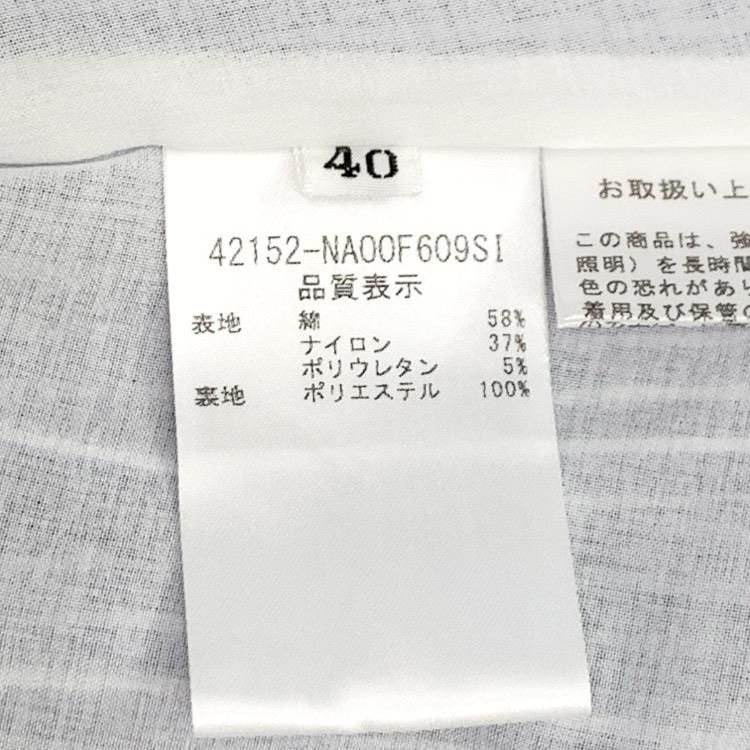 40
42152-NA00F609SI
品質表示
表地 綿 58%
ナイロン 37%
ポリウレタン 5%
裏地 ポリエステル 100%
お取扱い上
この商品は、強
照明）を長時間
色の恐れがあり
着用及び保管の